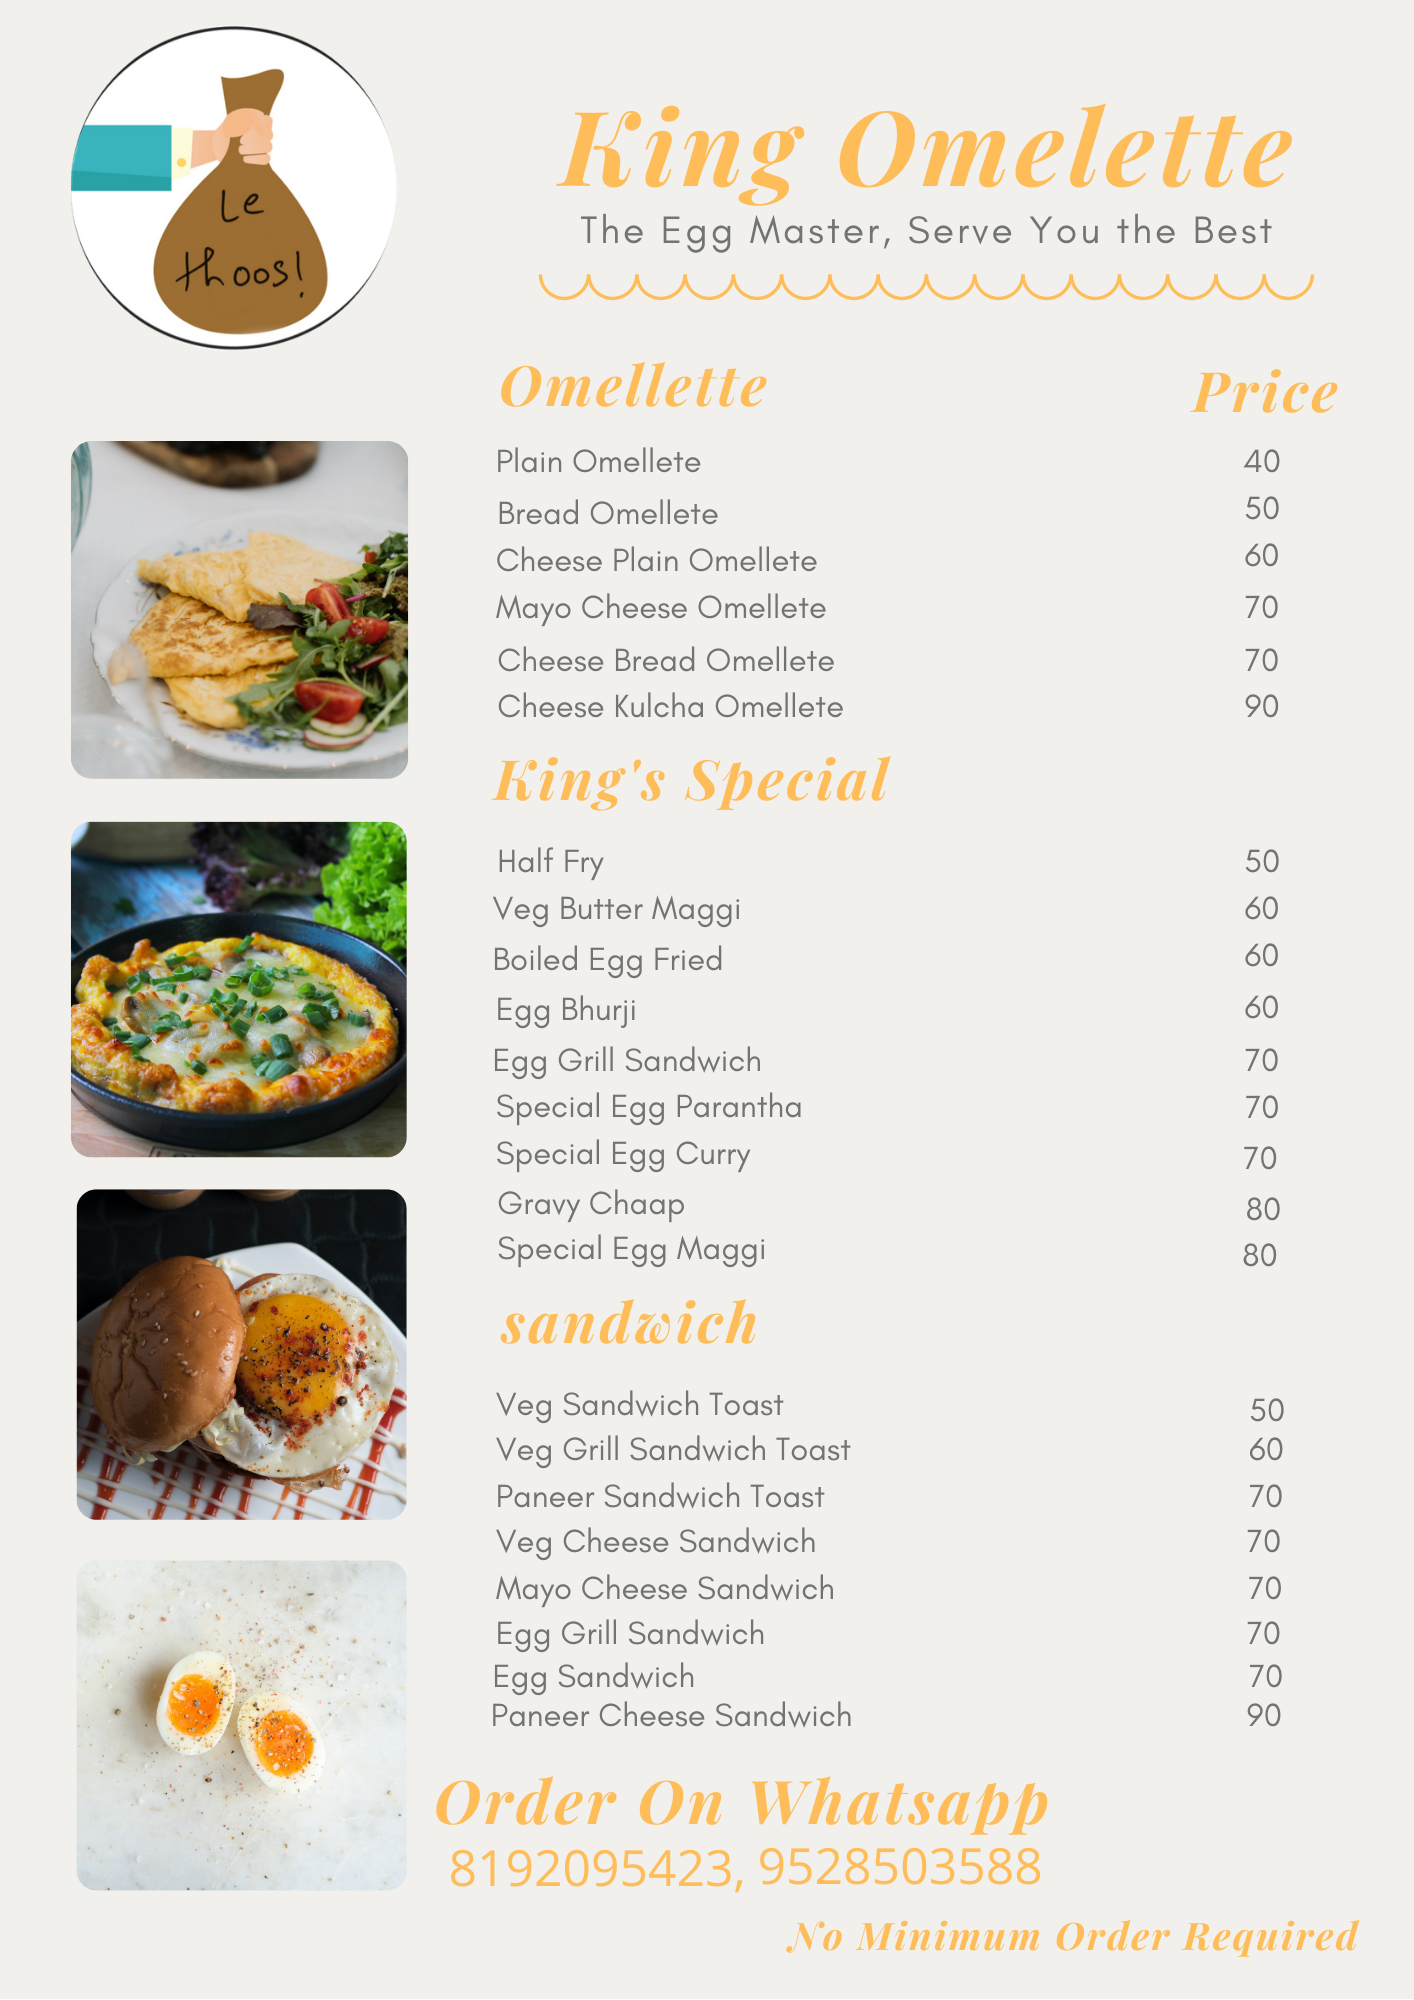 Le
thoos!
King Omelette
The Egg Master, Serve You the Best
Omellette Price
Plain Omellete 40
Bread Omellete 50
Cheese Plain Omellete 60
Mayo Cheese Omellete 70
Cheese Bread Omellete 70
Cheese Kulcha Omellete 90
King's Special
Half Fry 50
Veg Butter Maggi 60
Boiled Egg Fried 60
Egg Bhurji 60
Egg Grill Sandwich 70
Special Egg Parantha 70
Special Egg Curry 70
Gravy Chaap 80
Special Egg Maggi 80
sandwich
Veg Sandwich Toast 50
Veg Grill Sandwich Toast 60
Paneer Sandwich Toast 70
Veg Cheese Sandwich 70
Mayo Cheese Sandwich 70
Egg Grill Sandwich 70
Egg Sandwich 70
Paneer Cheese Sandwich 90
Order On Whatsapp
8192095423, 9528503588
No Minimum Order Required